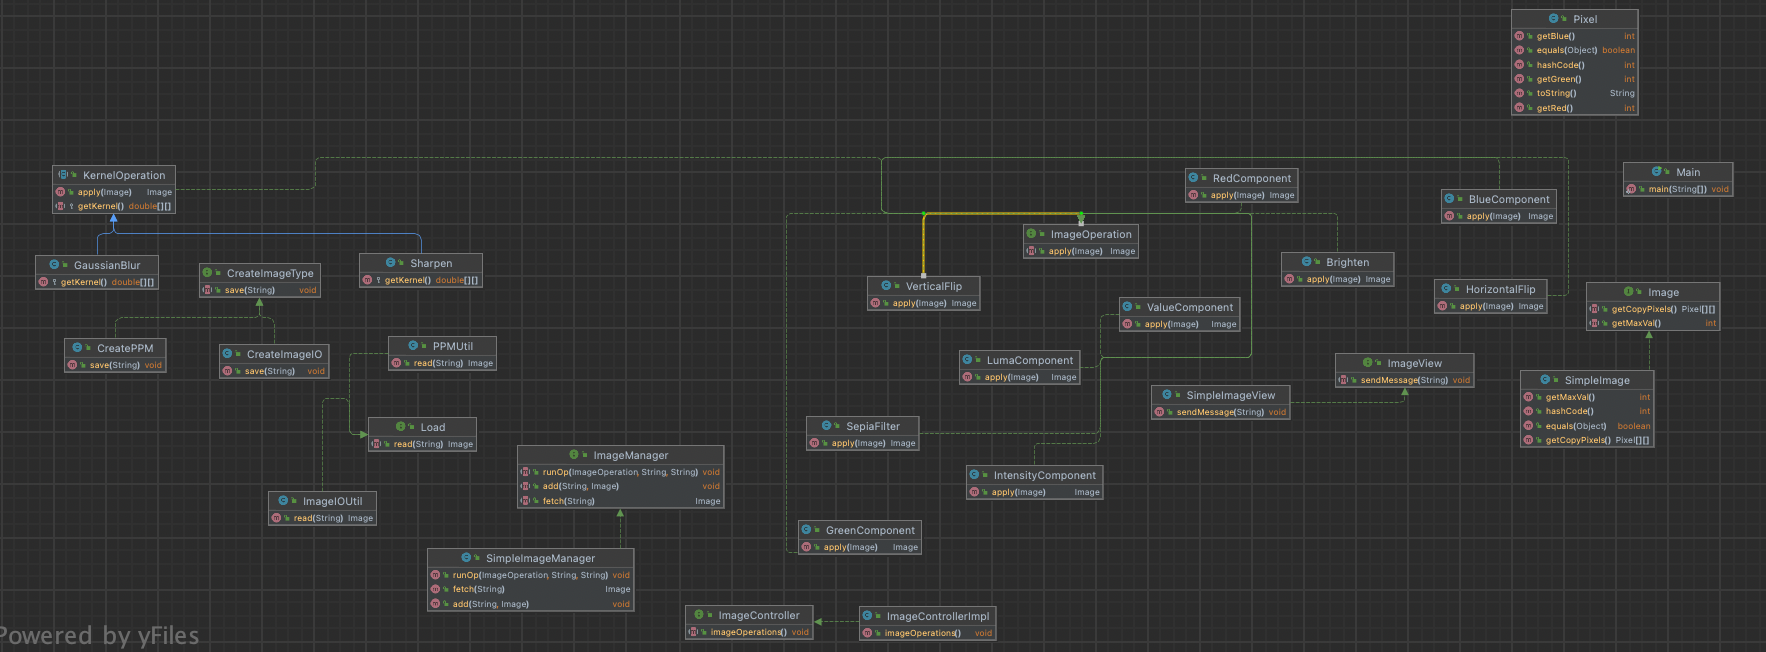 Pixel
getBlue() int
equals(Object) boolean
hashCode() int
getGreen() int
toString() String
getRed() int
KernelOperation
apply(Image) Image
getKernel() double[][]
RedComponent
apply(Image) Image
Main
main(String[]) void
BlueComponent
apply(Image) Image
ImageOperation
apply(Image) Image
GaussianBlur
getKernel() double[][]
CreateImageType
save(String) void
Sharpen
getKernel() double[][]
VerticalFlip
apply(Image) Image
Brighten
apply(Image) Image
HorizontalFlip
apply(Image) Image
Image
getCopyPixels() Pixel[][]
getMaxVal() int
ValueComponent
apply(Image) Image
CreatePPM
save(String) void
CreateImageIO
save(String) void
PPMUtil
read(String) Image
LumaComponent
apply(Image) Image
ImageView
sendMessage(String) void
SimpleImageView
sendMessage(String) void
SimpleImage
getMaxVal() int
hashCode() int
equals(Object) boolean
getCopyPixels() Pixel[][]
Load
read(String) Image
SepiaFilter
apply(Image) Image
ImageManager
runOp(ImageOperation, String, String) void
add(String, Image) void
fetch(String) Image
IntensityComponent
apply(Image) Image
ImageIOUtil
read(String) Image
GreenComponent
apply(Image) Image
SimpleImageManager
runOp(ImageOperation, String, String) void
fetch(String) Image
add(String, Image) void
ImageController
imageOperations() void
ImageControllerImpl
imageOperations() void
Powered by yFiles